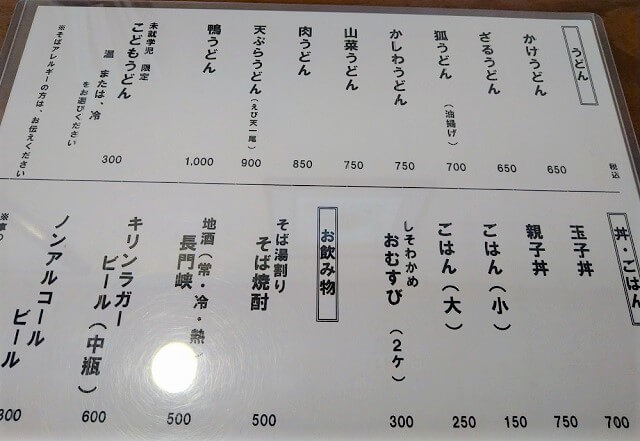 うどん
税込
かけうどん 650
ざるうどん 650
狐うどん（油揚げ） 700
かしわうどん 750
山菜うどん 750
肉うどん 850
天ぷらうどん（えび天一尾） 900
鴨うどん 1,000
未就学児 限定
こどもうどん 300
温 または、冷
をお選びください
※そばアレルギーの方は、お伝えください
丼・ごはん
玉子丼 700
親子丼 750
ごはん（小） 150
ごはん（大） 250
しそわかめ
おむすび（2ケ） 300
お飲み物
そば湯割り
そば焼酎 500
地酒（常・冷・熱）
長門峡 500
キリンラガー
ビール（中瓶） 600
ノンアルコール
ビール 300